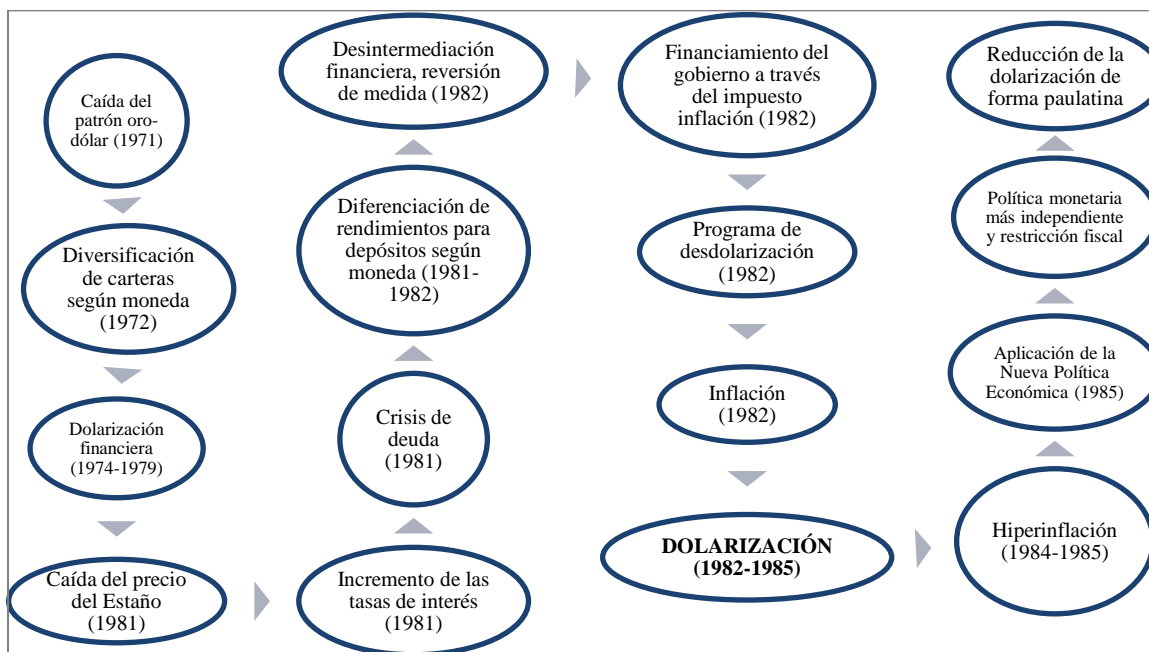 Caída del
patrón oro-
dólar (1971)
Diversificación
de carteras
según moneda
(1972)
Dolarización
financiera
(1974-1979)
Caída del precio
del Estaño
(1981)
Incremento de las
tasas de interés
(1981)
Crisis de
deuda
(1981)
Diferenciación de
rendimientos para
depósitos según
moneda (1981-
1982)
Desintermediación
financiera, reversión
de medida (1982)
Financiamiento del
gobierno a través
del impuesto
inflación (1982)
Programa de
desdolarización
(1982)
Inflación
(1982)
DOLARIZACIÓN
(1982-1985)
Hiperinflación
(1984-1985)
Aplicación de la
Nueva Política
Económica (1985)
Política monetaria
más independiente
y restricción fiscal
Reducción de la
dolarización de
forma paulatina